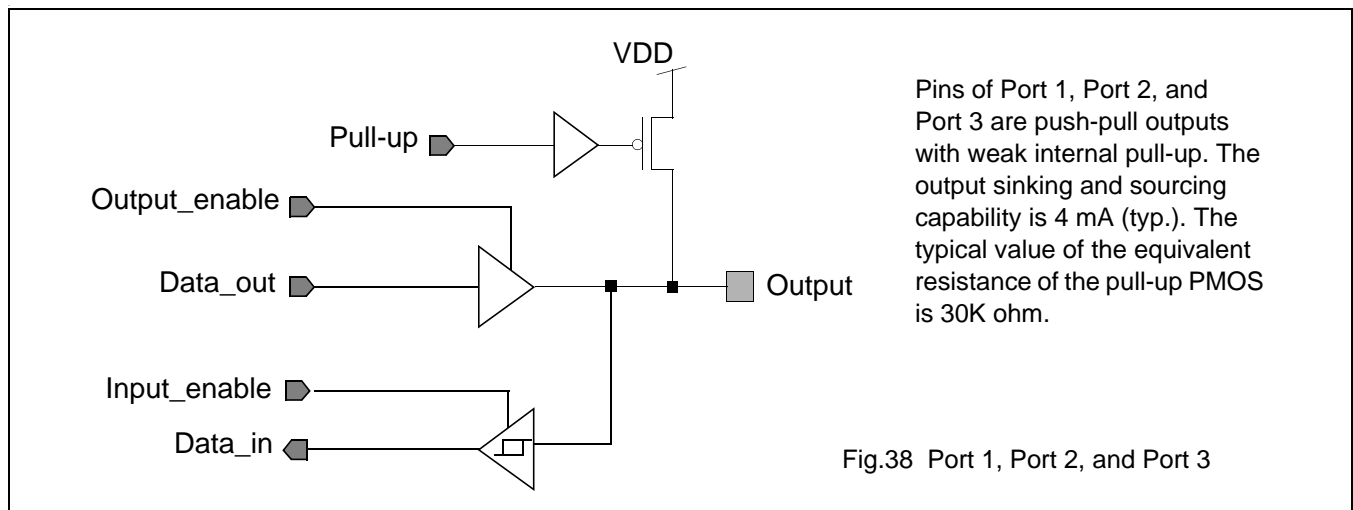 VDD
Pull-up
Output_enable
Data_out
Output
Input_enable
Data_in
Pins of Port 1, Port 2, and
Port 3 are push-pull outputs
with weak internal pull-up. The
output sinking and sourcing
capability is 4 mA (typ.). The
typical value of the equivalent
resistance of the pull-up PMOS
is 30K ohm.
Fig.38 Port 1, Port 2, and Port 3